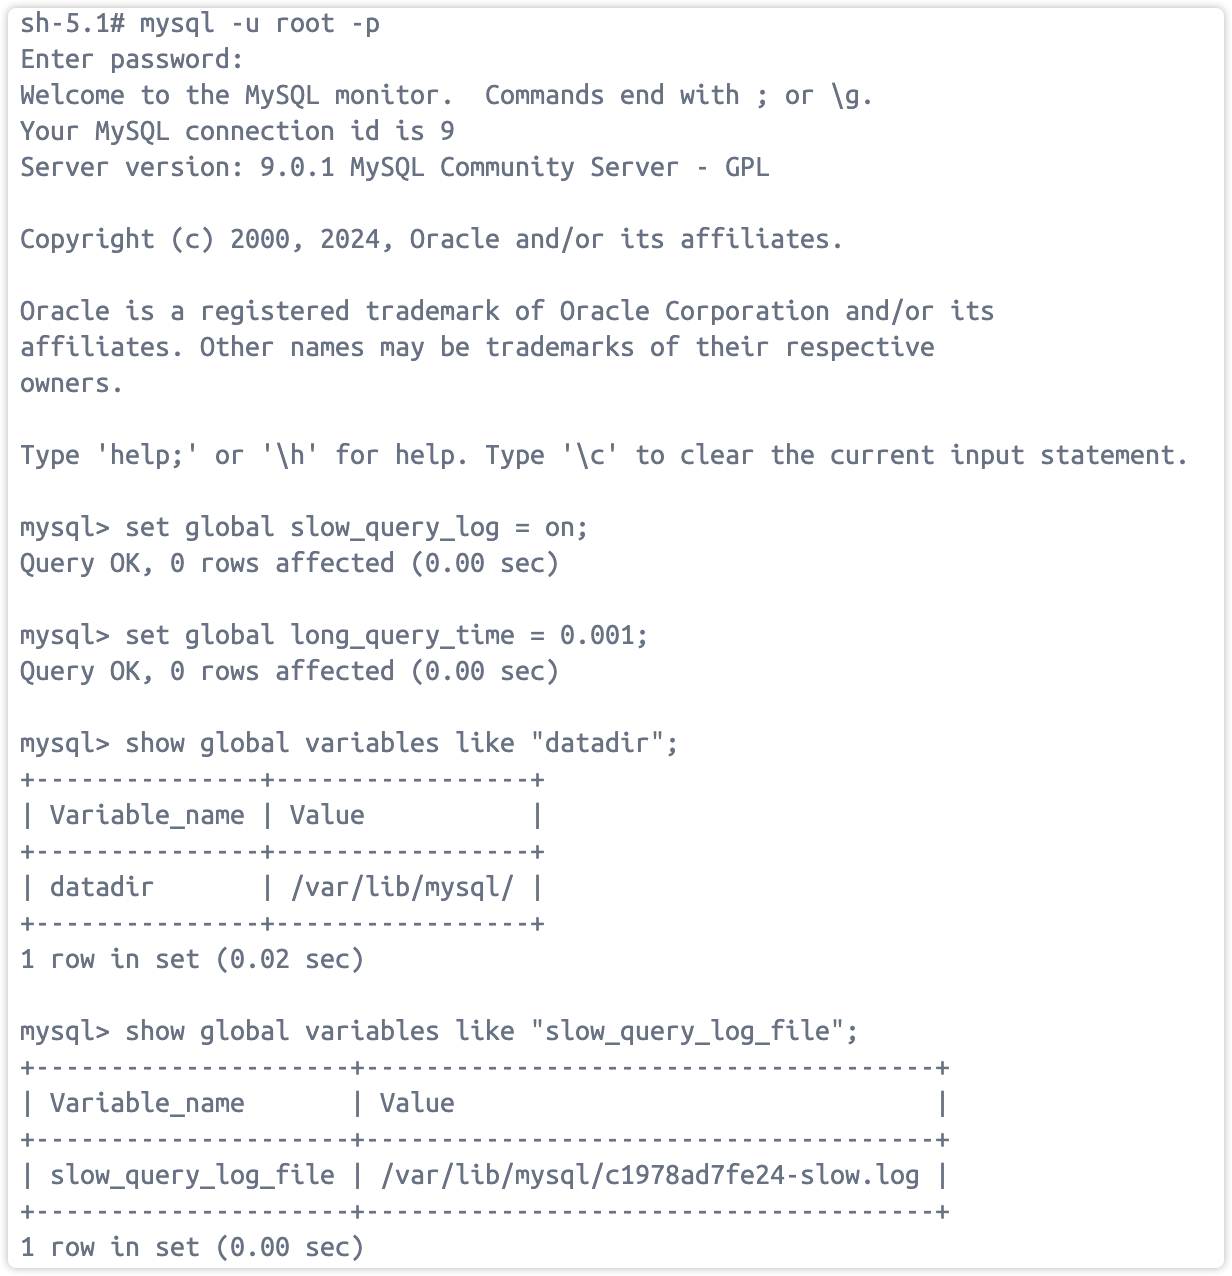 sh-5.1# mysql -u root -p
Enter password:
Welcome to the MySQL monitor.  Commands end with ; or \g.
Your MySQL connection id is 9
Server version: 9.0.1 MySQL Community Server - GPL

Copyright (c) 2000, 2024, Oracle and/or its affiliates.

Oracle is a registered trademark of Oracle Corporation and/or its
affiliates. Other names may be trademarks of their respective
owners.

Type 'help;' or '\h' for help. Type '\c' to clear the current input statement.

mysql> set global slow_query_log = on;
Query OK, 0 rows affected (0.00 sec)

mysql> set global long_query_time = 0.001;
Query OK, 0 rows affected (0.00 sec)

mysql> show global variables like "datadir";
+---------------+-----------------+
| Variable_name | Value           |
+---------------+-----------------+
| datadir       | /var/lib/mysql/ |
+---------------+-----------------+
1 row in set (0.02 sec)

mysql> show global variables like "slow_query_log_file";
+---------------------+--------------------------------------+
| Variable_name       | Value                                |
+---------------------+--------------------------------------+
| slow_query_log_file | /var/lib/mysql/c1978ad7fe24-slow.log |
+---------------------+--------------------------------------+
1 row in set (0.00 sec)